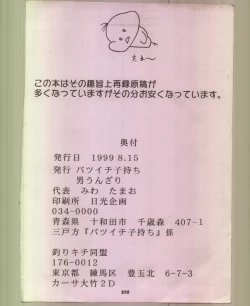 たま〜
この本はその趣旨上再録原稿が
多くなっていますがその分お安くなっています。
奥付
発行日 1999 8.15
発行 バツイチ子持ち
男うんざり
代表 みわ たまお
印刷所 日光企画
034-0000
青森県 十和田市 千歳森 407-1
三戸方『バツイチ子持ち』係
釣りキチ同盟
176-0012
東京都 練馬区 豊玉北 6-7-3
カーサ大竹2D